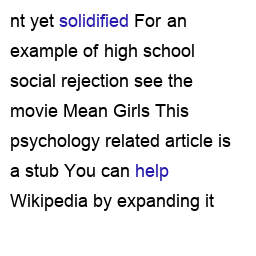 nt yet solidified For an
example of high school
social rejection see the
movie Mean Girls This
psychology related article is
a stub You can help
Wikipedia by expanding it